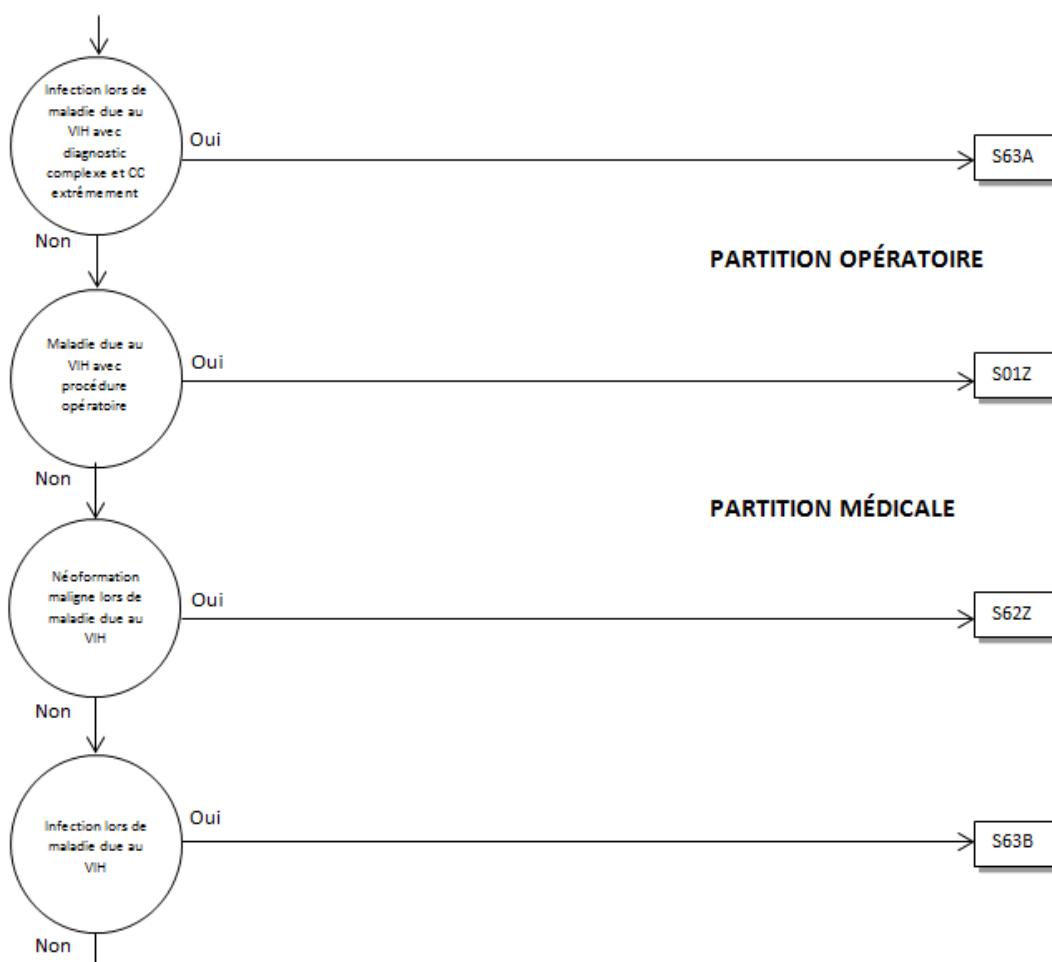 Infection lors de
maladie due au
VIH avec
diagnostic
complexe et CC
extrêmement
Oui
S63A
Non
PARTITION OPÉRATOIRE
Maladie due au
VIH avec
procédure
opératoire
Oui
S01Z
Non
PARTITION MÉDICALE
Néoformation
maligne lors de
maladie due au
VIH
Oui
S62Z
Non
Infection lors de
maladie due au
VIH
Oui
S63B
Non